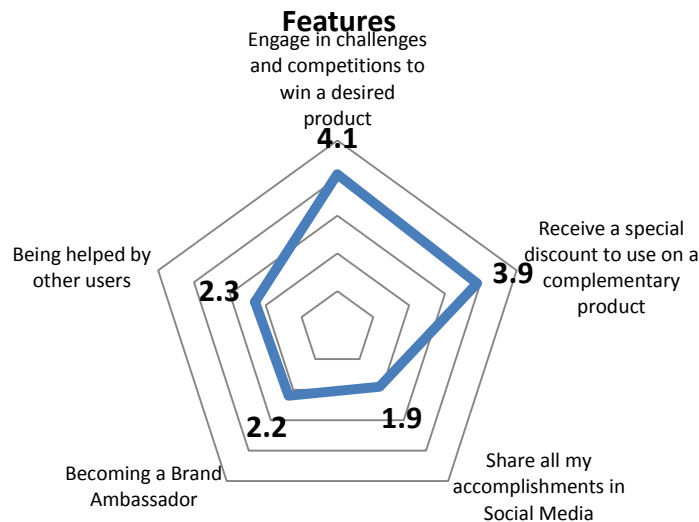 Features
Engage in challenges
and competitions to
win a desired
product
4.1
Receive a special
discount to use on a
complementary
product
3.9
Share all my
accomplishments in
Social Media
1.9
Becoming a Brand
Ambassador
2.2
Being helped by
other users
2.3